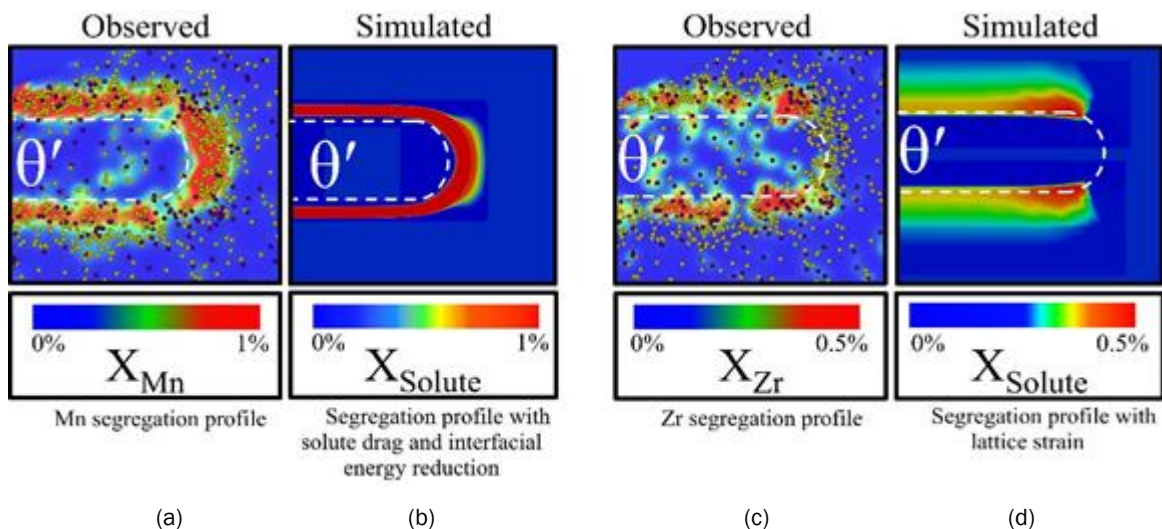 Observed
Simulated
Observed
Simulated
θ′
θ′
θ′
θ′
0%
1%
0%
1%
0%
0.5%
0%
0.5%
X_Mn
X_Solute
X_Zr
X_Solute
Mn segregation profile
Segregation profile with
solute drag and interfacial
energy reduction
Zr segregation profile
Segregation profile with
lattice strain
(a)
(b)
(c)
(d)